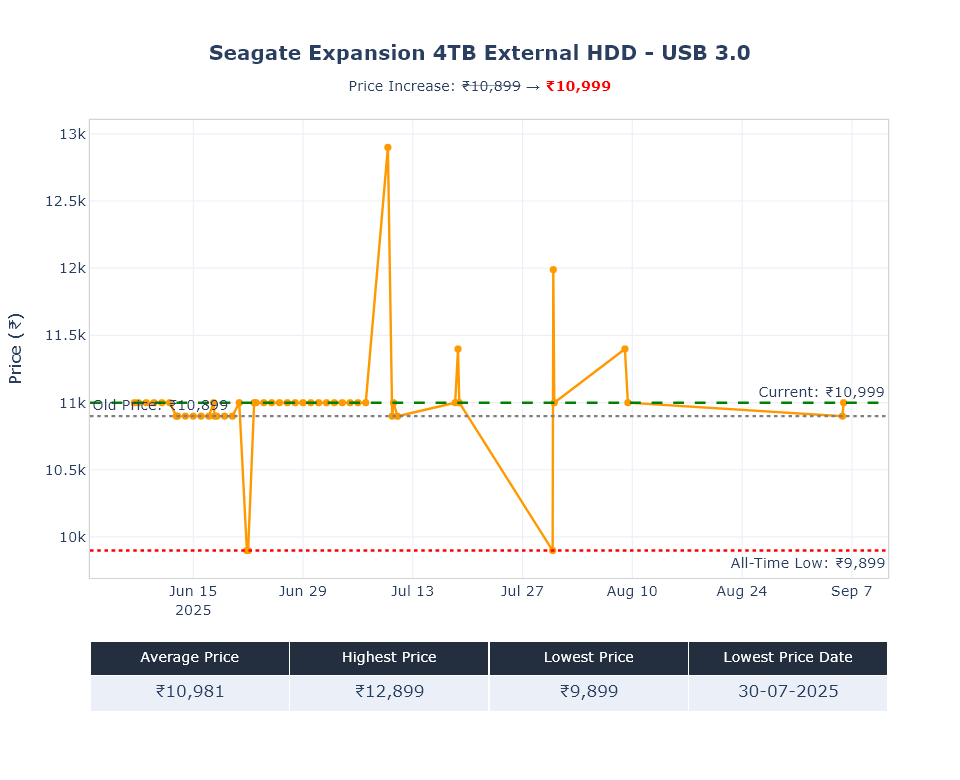 Seagate Expansion 4TB External HDD - USB 3.0
Price Increase: ₹10,899 → ₹10,999
Price (₹)
13k
12.5k
12k
11.5k
11k
10.5k
10k
Current: ₹10,999
Old Price: ₹10,899
All-Time Low: ₹9,899
Jun 15 Jun 29 Jul 13 Jul 27 Aug 10 Aug 24 Sep 7
2025
Average Price Highest Price Lowest Price Lowest Price Date
₹10,981 ₹12,899 ₹9,899 30-07-2025